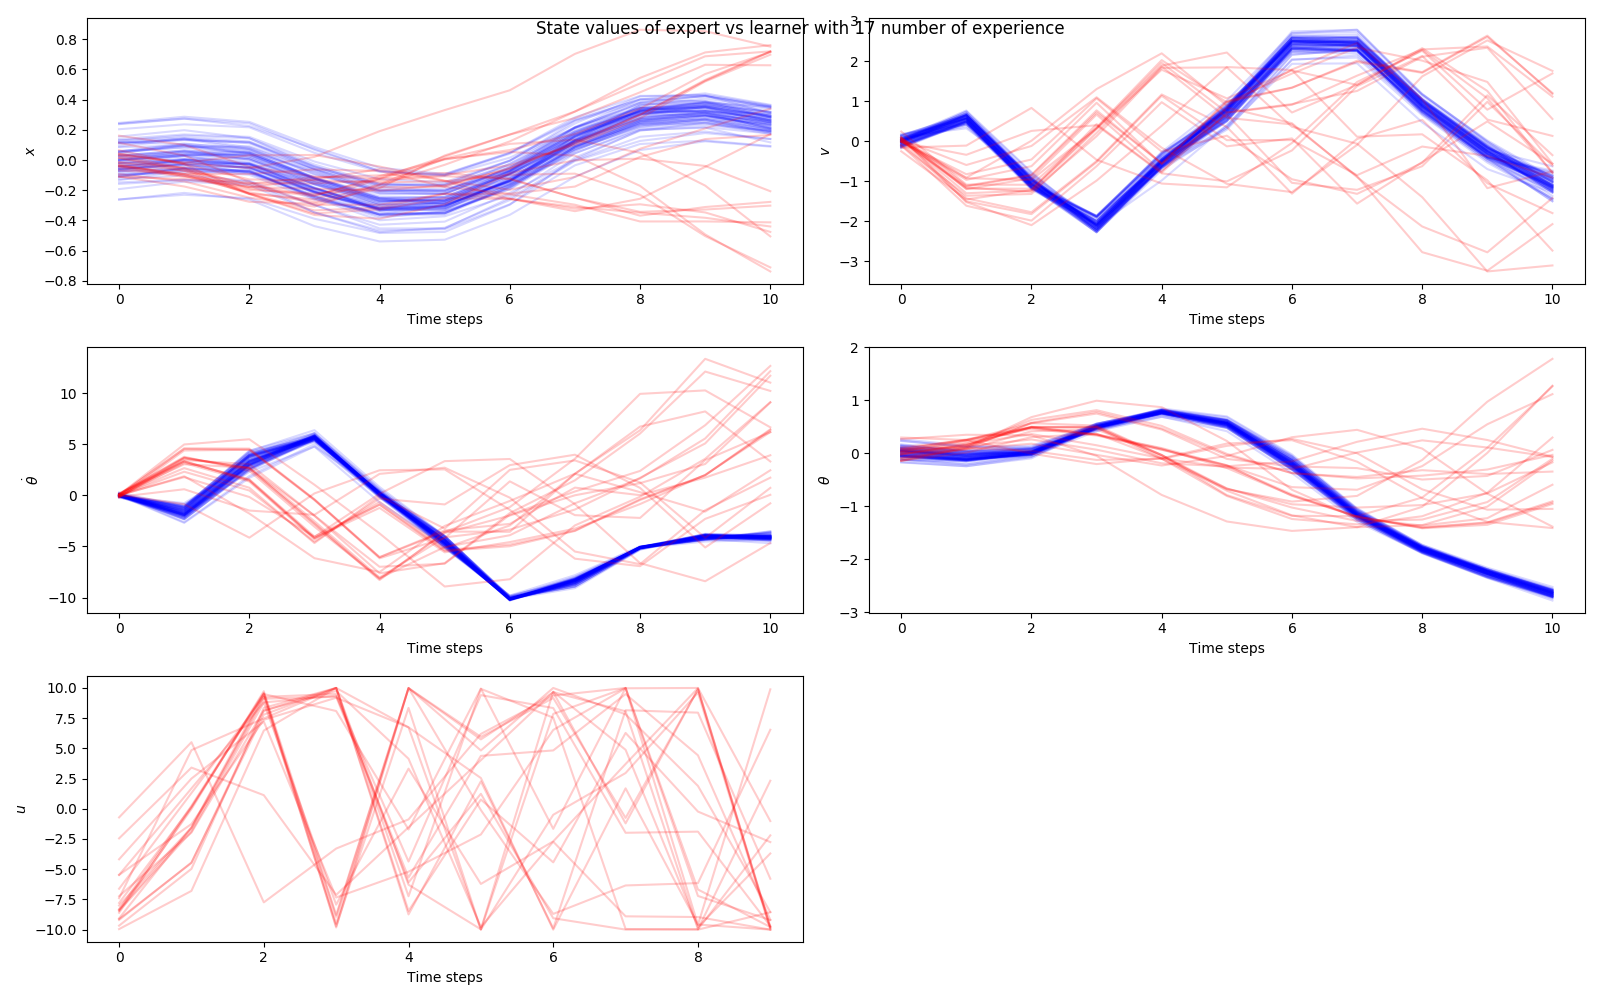 State values of expert vs learner with 17 number of experience
0.8
0.6
0.4
0.2
0.0
−0.2
−0.4
−0.6
−0.8
x
0 2 4 6 8 10
Time steps
3
2
1
0
−1
−2
−3
v
0 2 4 6 8 10
Time steps
10
5
0
−5
−10
θ̇
0 2 4 6 8 10
Time steps
2
1
0
−1
−2
−3
θ
0 2 4 6 8 10
Time steps
10.0
7.5
5.0
2.5
0.0
−2.5
−5.0
−7.5
−10.0
u
0 2 4 6 8
Time steps